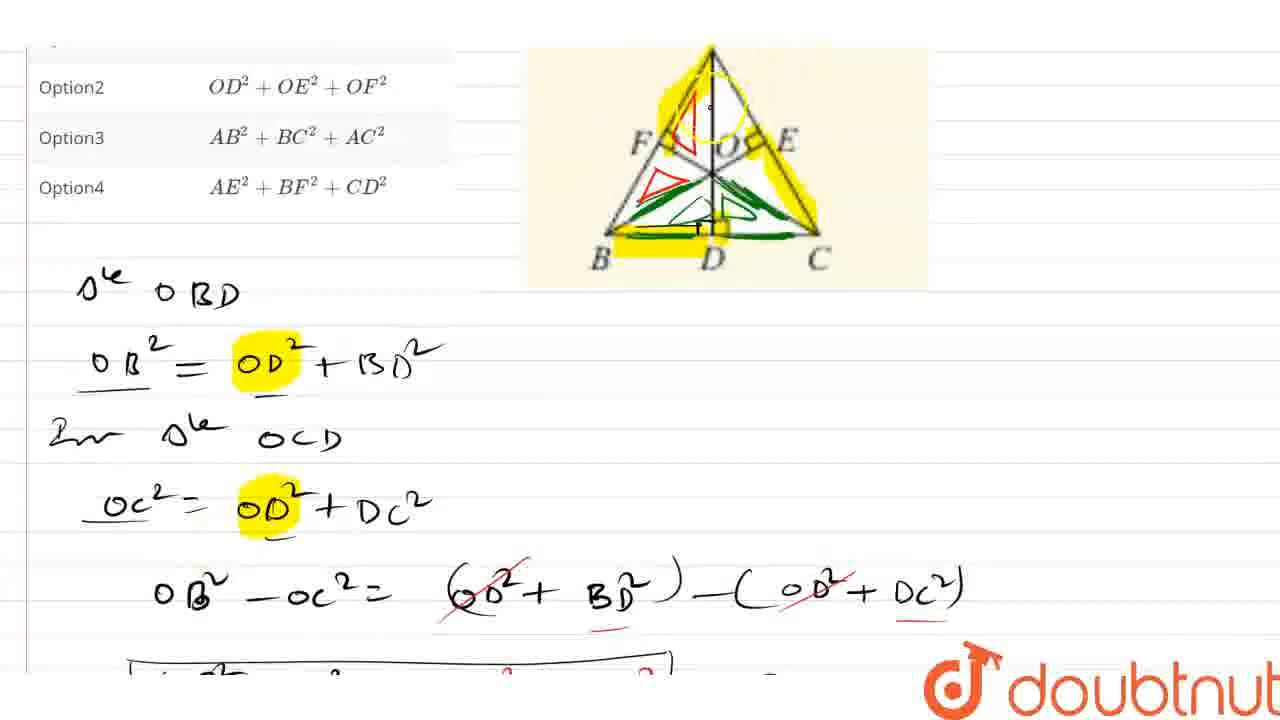 Option2 OD² + OE² + OF²
Option3 AB² + BC² + AC²
Option4 AE² + BF² + CD²
F O E
B D C
Δle OBD
OB² = OD² + BD²
In Δle OCD
OC² = OD² + DC²
OB² - OC² = (OD² + BD²) - (OD² + DC²)
doubtnut